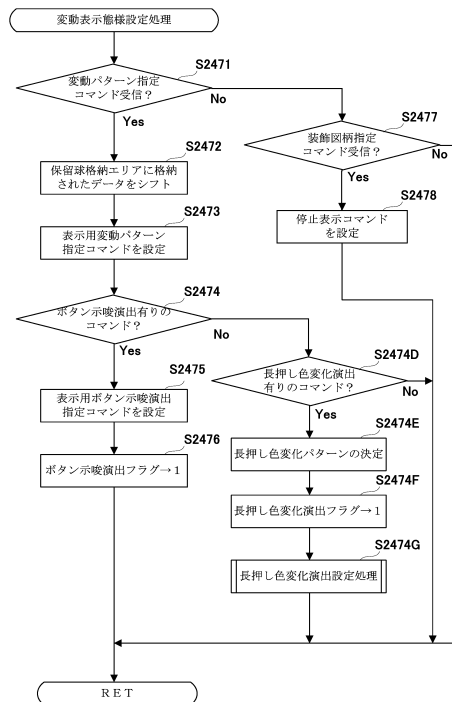 変動表示態様設定処理
S2471
変動パターン指定
コマンド受信？
No
Yes
S2477
装飾図柄指定
コマンド受信？
No
Yes
S2472
保留球格納エリアに格納
されたデータをシフト
S2478
停止表示コマンド
を設定
S2473
表示用変動パターン
指定コマンドを設定
S2474
ボタン示唆演出有りの
コマンド？
No
Yes
S2474D
長押し色変化演出
有りのコマンド？
No
Yes
S2475
表示用ボタン示唆演出
指定コマンドを設定
S2474E
長押し色変化パターンの決定
S2476
ボタン示唆演出フラグ→１
S2474F
長押し色変化演出フラグ→１
S2474G
長押し色変化演出設定処理
ＲＥＴ